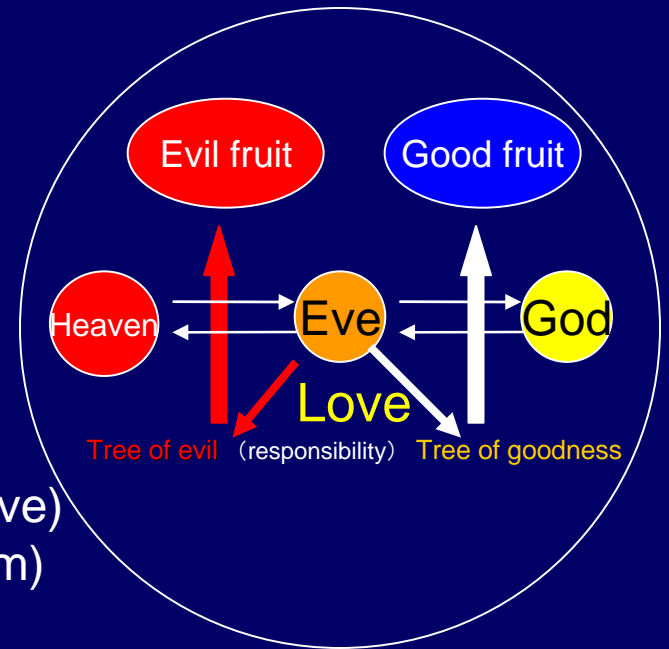 Evil fruit
Good fruit
Heaven
Eve
God
Love
Tree of evil （responsibility） Tree of goodness
ve)
m)